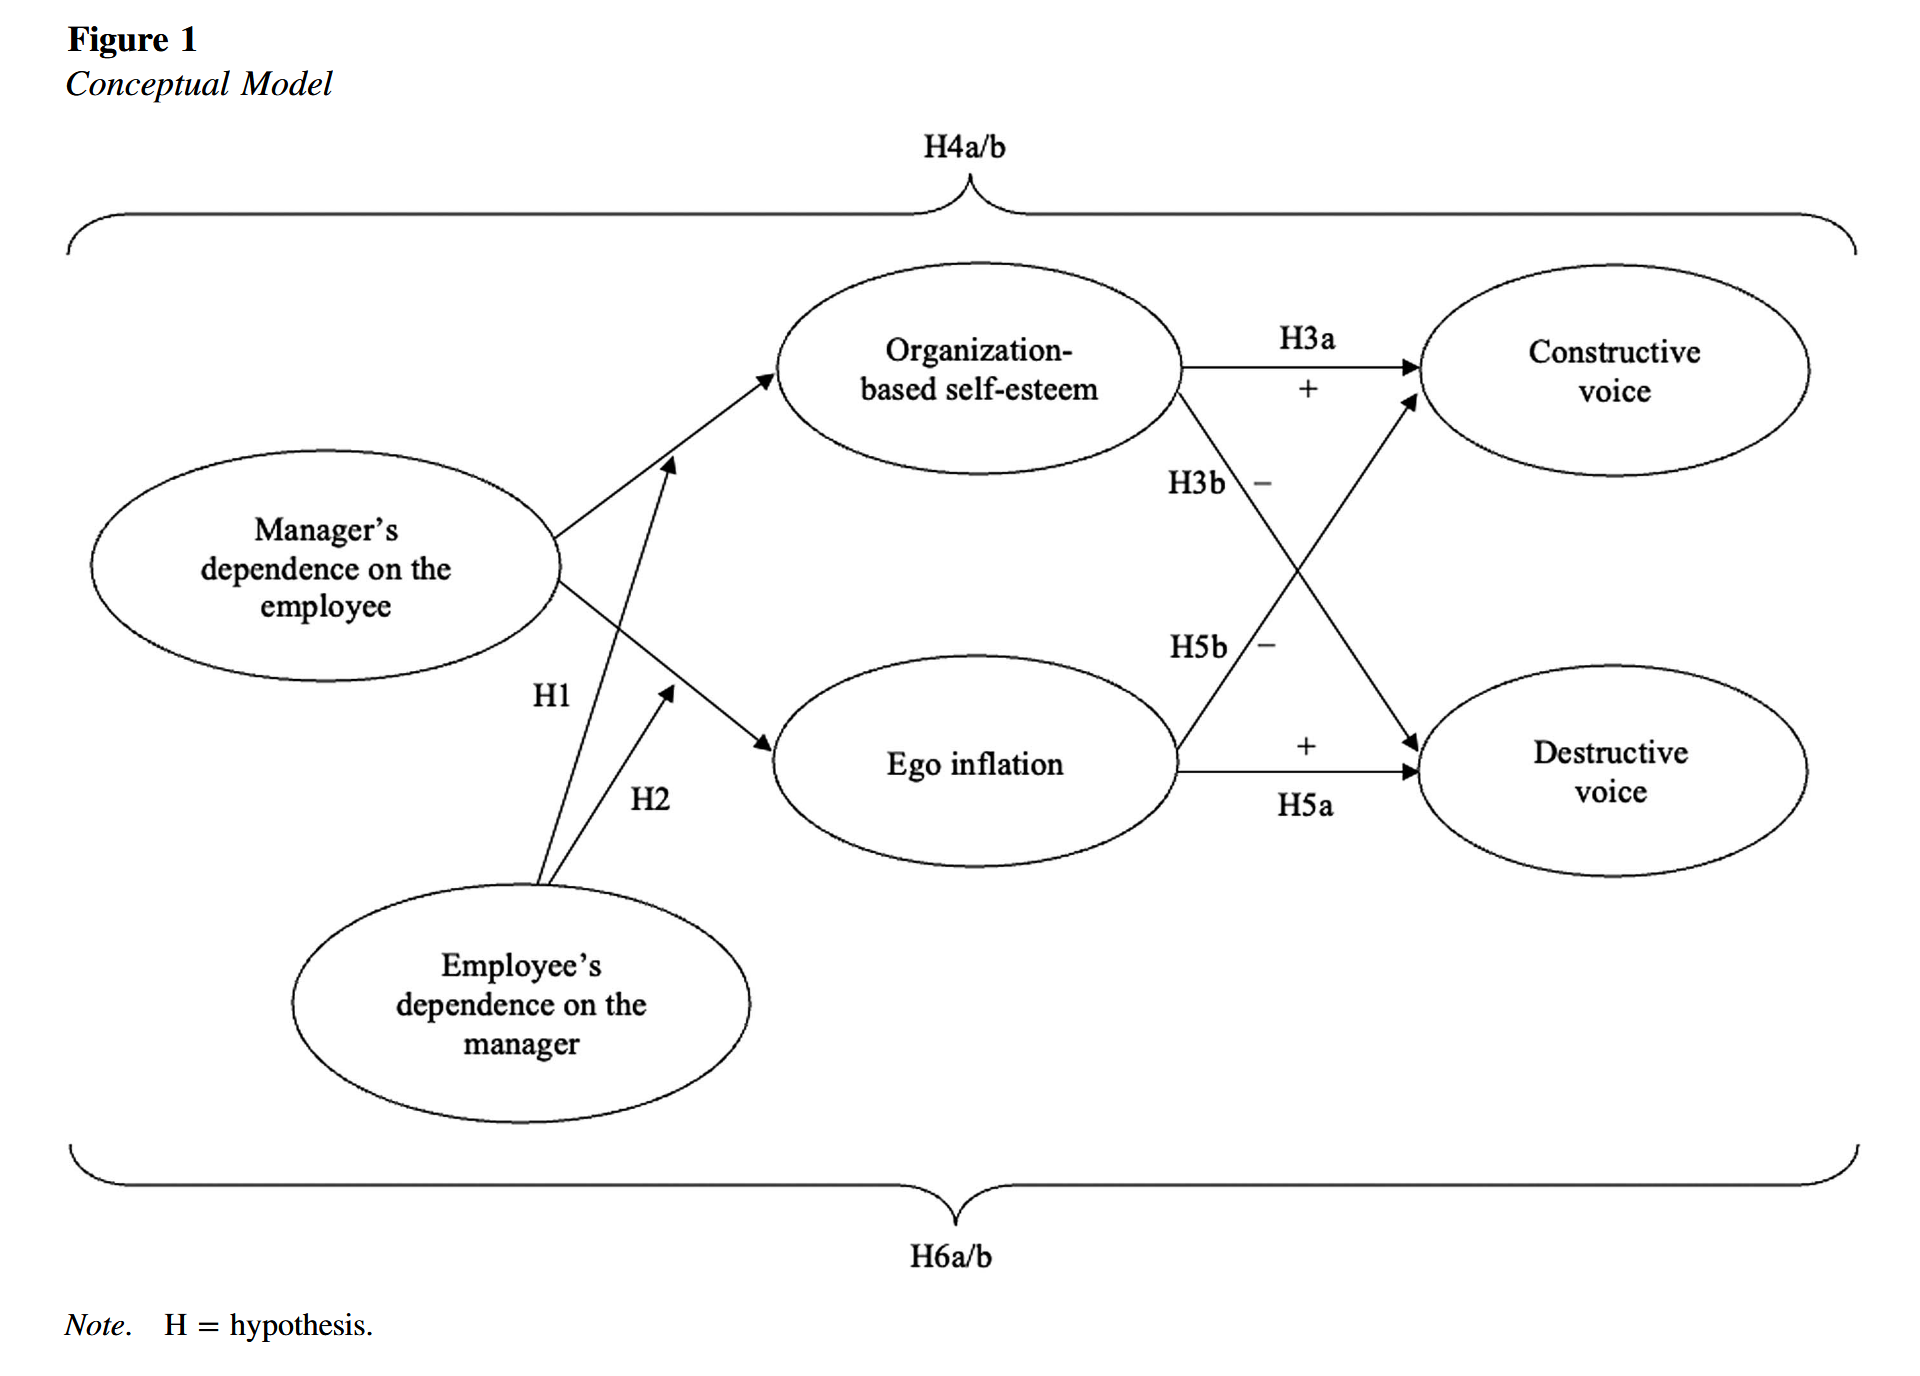 Figure 1
Conceptual Model
H4a/b
Organization-
based self-esteem
H3a
+
Constructive
voice
H3b
–
Manager’s
dependence on the
employee
H1
H2
H5b
–
Ego inflation
+
H5a
Destructive
voice
Employee’s
dependence on the
manager
H6a/b
Note. H = hypothesis.